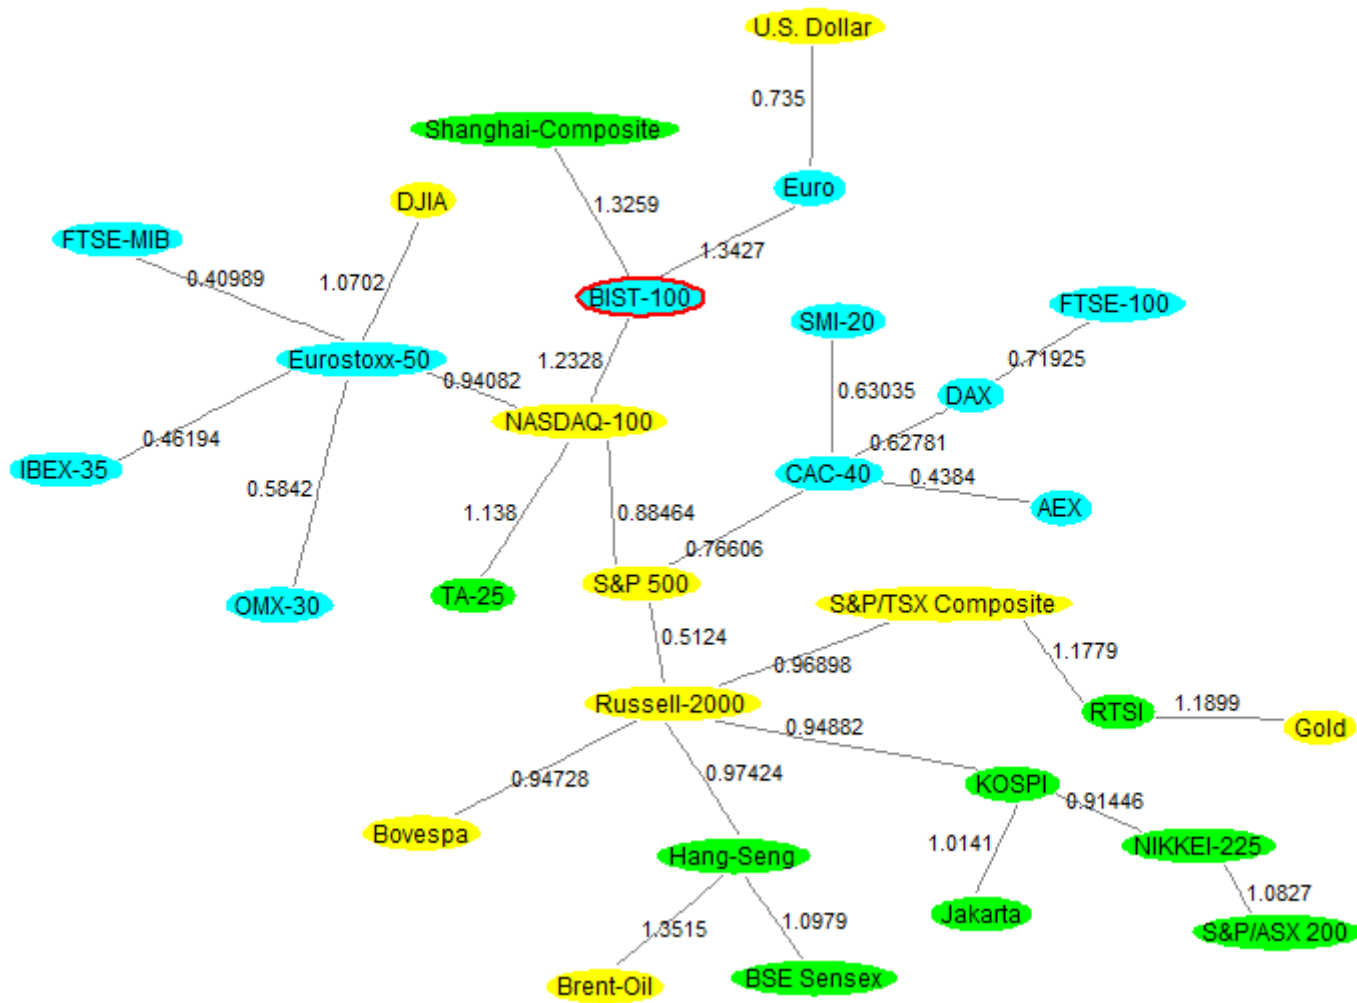 U.S. Dollar
0.735
Shanghai-Composite
Euro
DJIA
1.3259
FTSE-MIB
1.3427
0.40989
1.0702
BIST-100
FTSE-100
SMI-20
Eurostoxx-50
1.2328
0.71925
0.94082
0.63035
DAX
NASDAQ-100
0.46194
0.62781
IBEX-35
CAC-40
0.4384
0.5842
AEX
1.138
0.88464
0.76606
S&P 500
TA-25
OMX-30
S&P/TSX Composite
0.5124
1.1779
0.96898
Russell-2000
RTSI
1.1899
Gold
0.94882
0.97424
0.94728
KOSPI
0.91446
Bovespa
1.0141
NIKKEI-225
Hang-Seng
1.0827
Jakarta
1.3515
1.0979
S&P/ASX 200
BSE Sensex
Brent-Oil